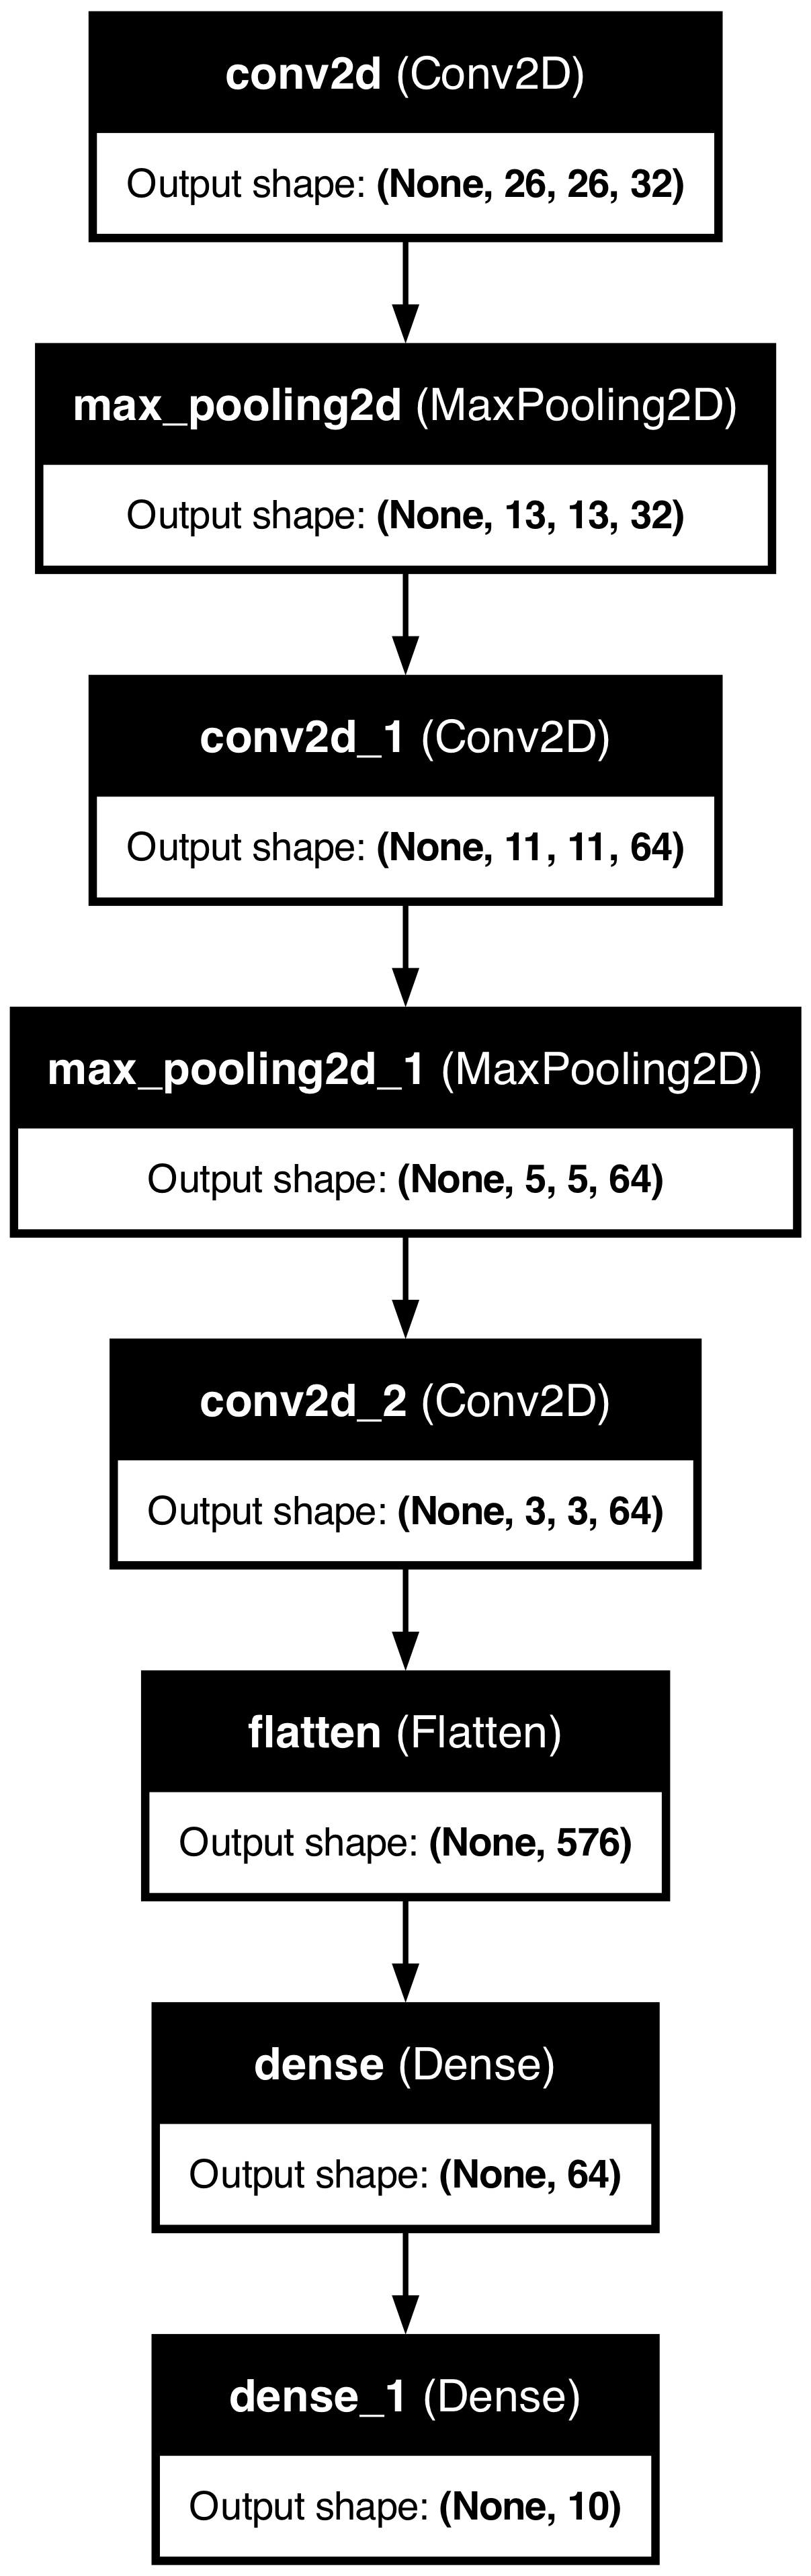 conv2d (Conv2D)
Output shape: (None, 26, 26, 32)
max_pooling2d (MaxPooling2D)
Output shape: (None, 13, 13, 32)
conv2d_1 (Conv2D)
Output shape: (None, 11, 11, 64)
max_pooling2d_1 (MaxPooling2D)
Output shape: (None, 5, 5, 64)
conv2d_2 (Conv2D)
Output shape: (None, 3, 3, 64)
flatten (Flatten)
Output shape: (None, 576)
dense (Dense)
Output shape: (None, 64)
dense_1 (Dense)
Output shape: (None, 10)